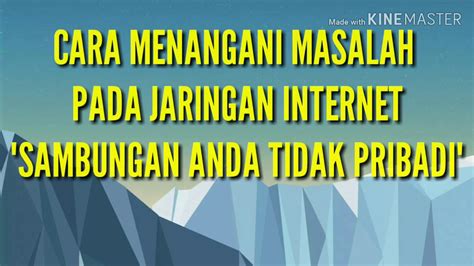 Made with KINEMASTER
CARA MENANGANI MASALAH
PADA JARINGAN INTERNET
"SAMBUNGAN ANDA TIDAK PRIBADI"